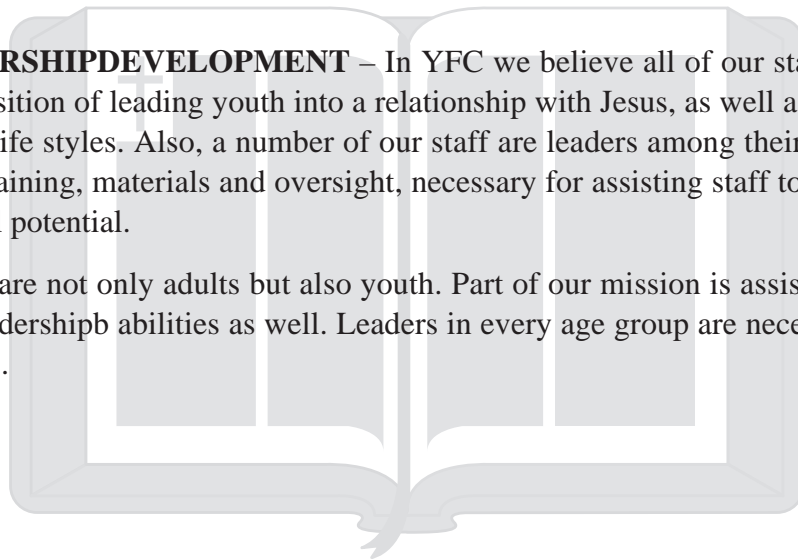 RSHIPDEVELOPMENT – In YFC we believe all of our sta
sition of leading youth into a relationship with Jesus, as well a
ife styles. Also, a number of our staff are leaders among their
aining, materials and oversight, necessary for assisting staff to
potential.
are not only adults but also youth. Part of our mission is assis
dershipb abilities as well. Leaders in every age group are nece
.